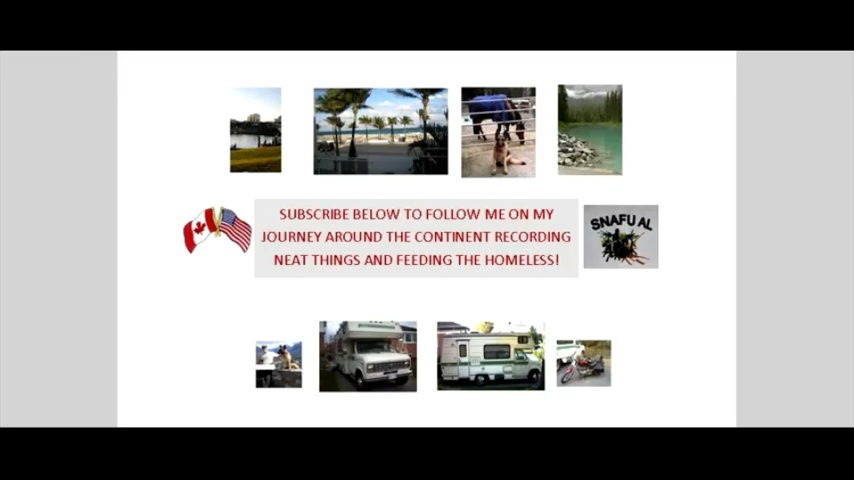 SUBSCRIBE BELOW TO FOLLOW ME ON MY
JOURNEY AROUND THE CONTINENT RECORDING
NEAT THINGS AND FEEDING THE HOMELESS!
SNAFU AL